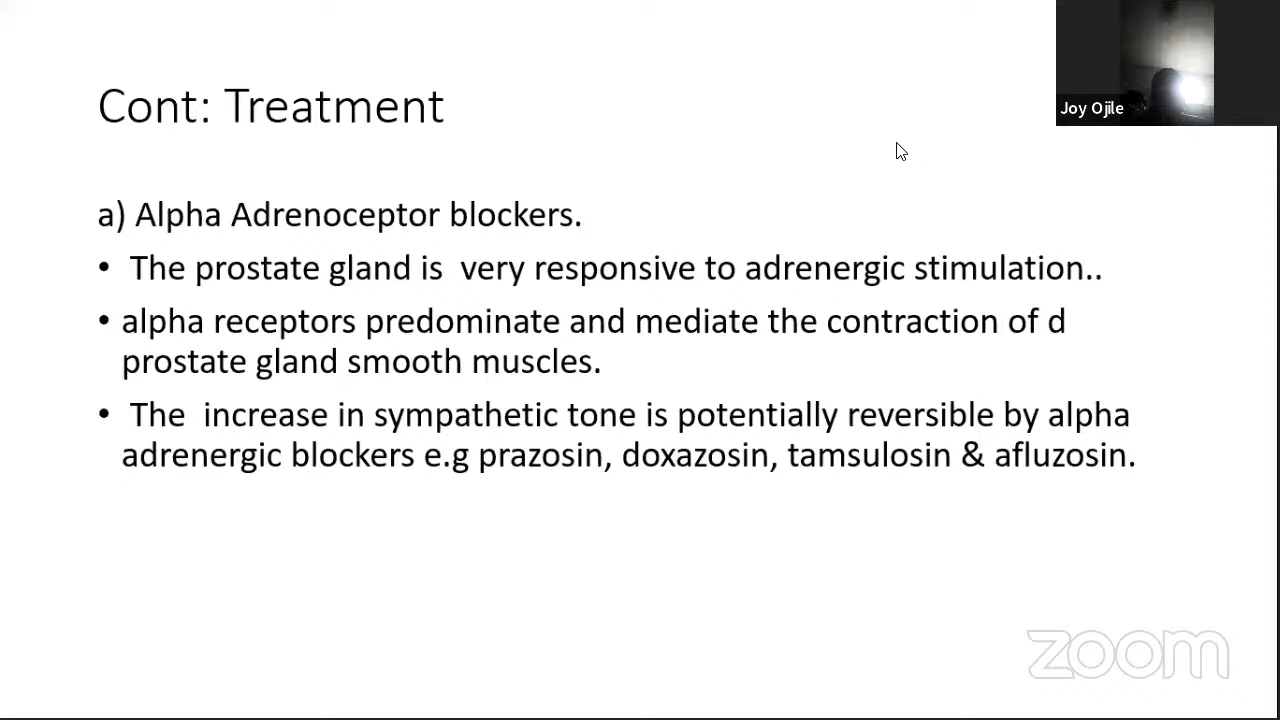 Joy Ojile
Cont: Treatment
a) Alpha Adrenoceptor blockers.
• The prostate gland is  very responsive to adrenergic stimulation..
• alpha receptors predominate and mediate the contraction of d
prostate gland smooth muscles.
• The  increase in sympathetic tone is potentially reversible by alpha
adrenergic blockers e.g prazosin, doxazosin, tamsulosin & afluzosin.
zoom